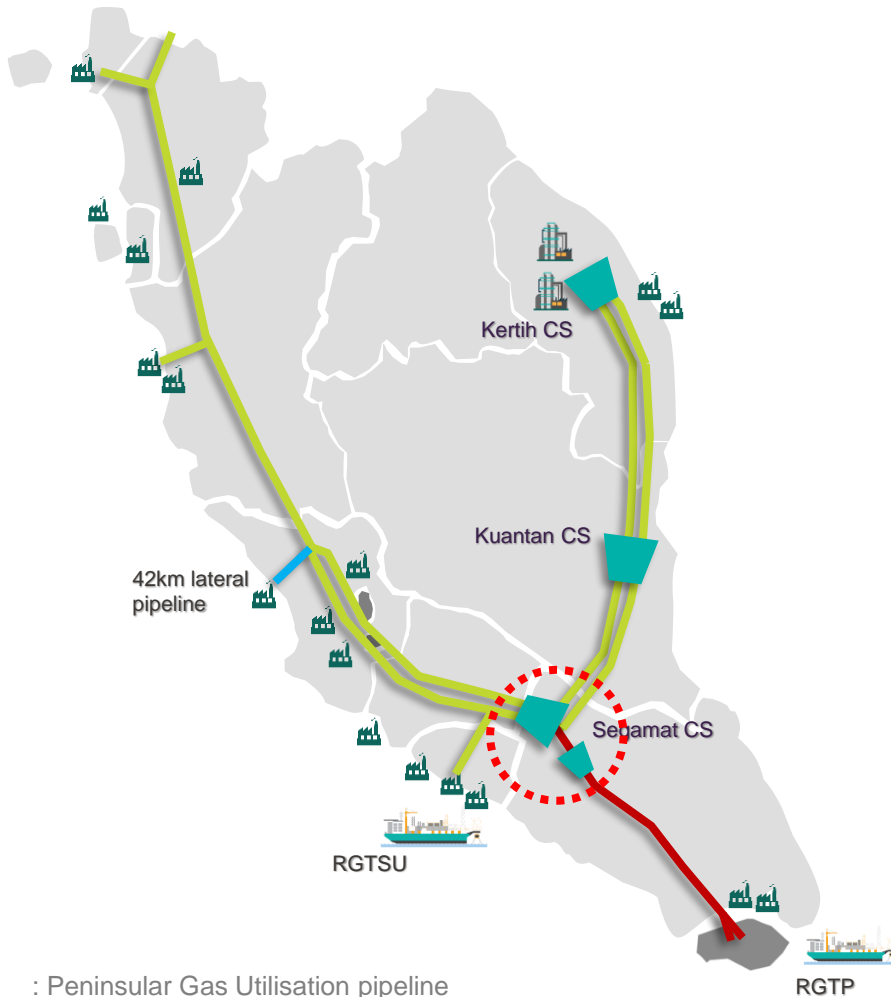 Kertih CS
Kuantan CS
42km lateral
pipeline
Segamat CS
RGTSU
RGTP
: Peninsular Gas Utilisation pipeline